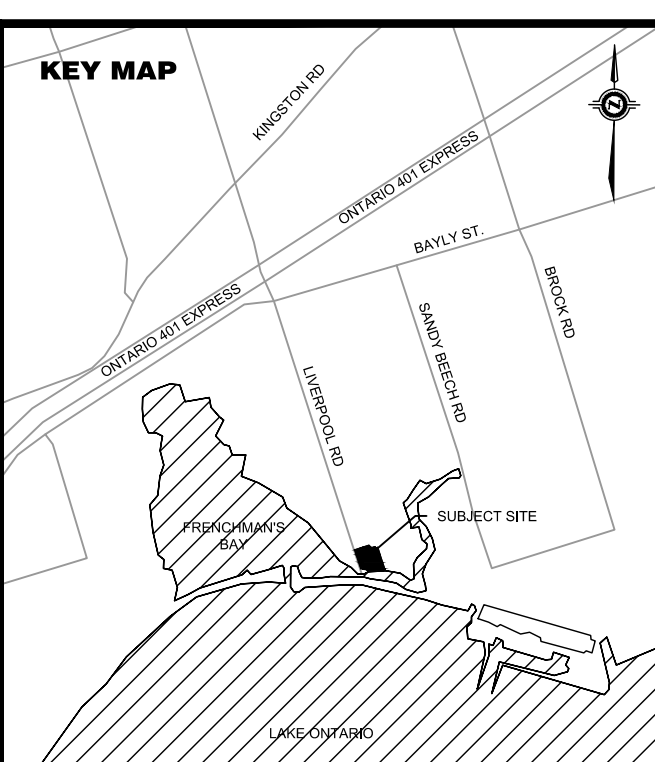 KEY MAP
KINGSTON RD
N
ONTARIO 401 EXPRESS
BAYLY ST.
BROCK RD
ONTARIO 401 EXPRESS
SANDY BEECH RD
LIVERPOOL RD
SUBJECT SITE
FRENCHMAN'S
BAY
LAKE ONTARIO